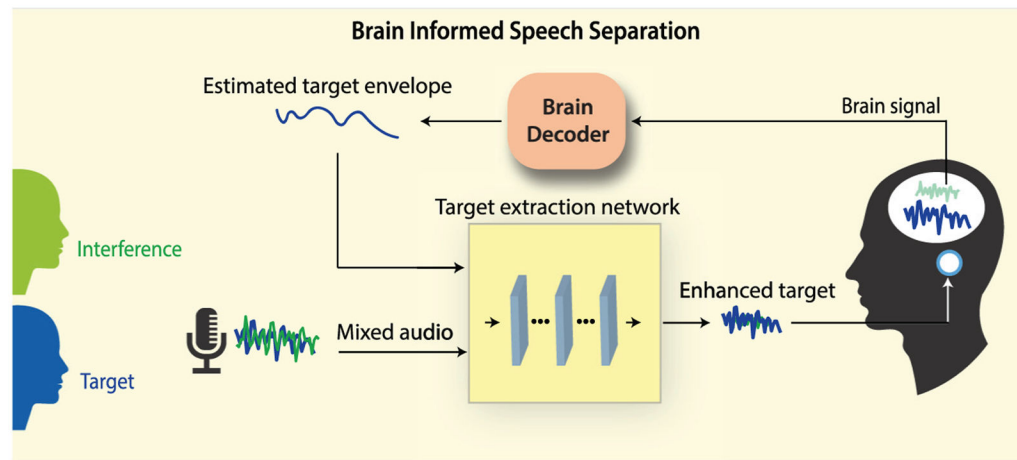 Brain Informed Speech Separation
Estimated target envelope
Brain
Decoder
Brain signal
Target extraction network
Interference
Enhanced target
Mixed audio
Target